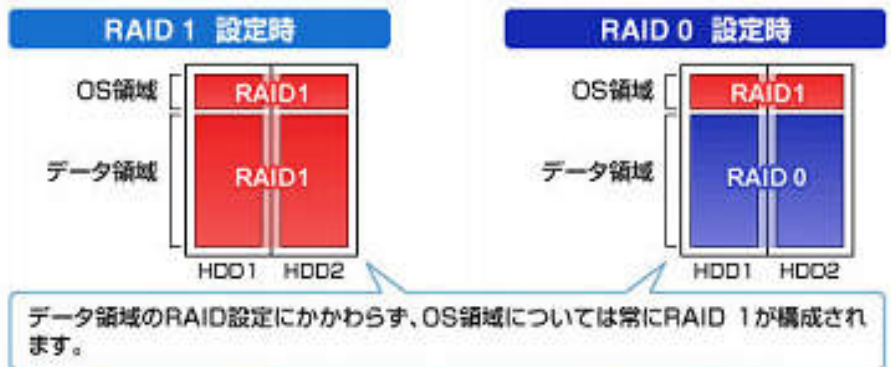 RAID 1 設定時
OS領域
RAID1
データ領域
RAID1
HDD1 HDD2
RAID 0 設定時
OS領域
RAID1
データ領域
RAID 0
HDD1 HDD2
データ領域のRAID設定にかかわらず、OS領域については常にRAID 1が構成され
ます。